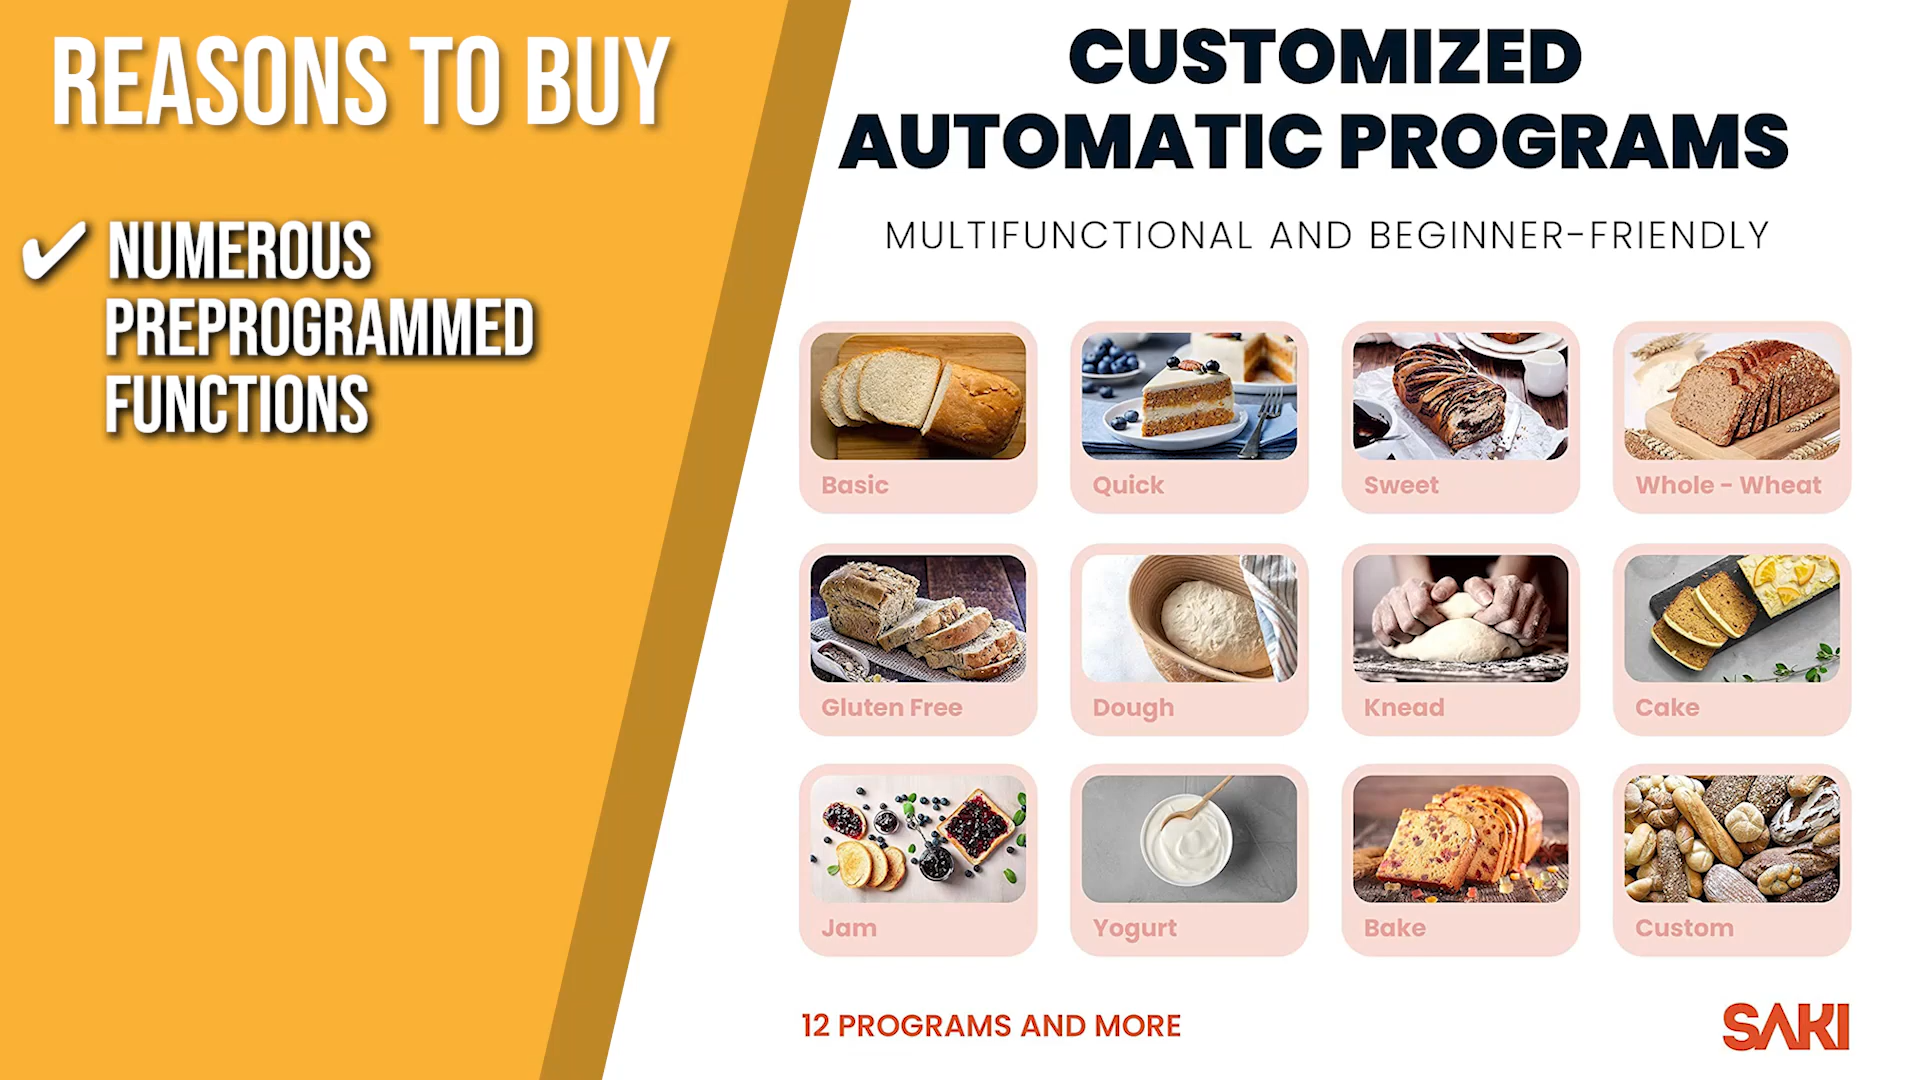 REASONS TO BUY
✔ NUMEROUS
PREPROGRAMMED
FUNCTIONS
CUSTOMIZED
AUTOMATIC PROGRAMS
MULTIFUNCTIONAL AND BEGINNER-FRIENDLY
Basic
Quick
Sweet
Whole - Wheat
Gluten Free
Dough
Knead
Cake
Jam
Yogurt
Bake
Custom
12 PROGRAMS AND MORE
SAKI